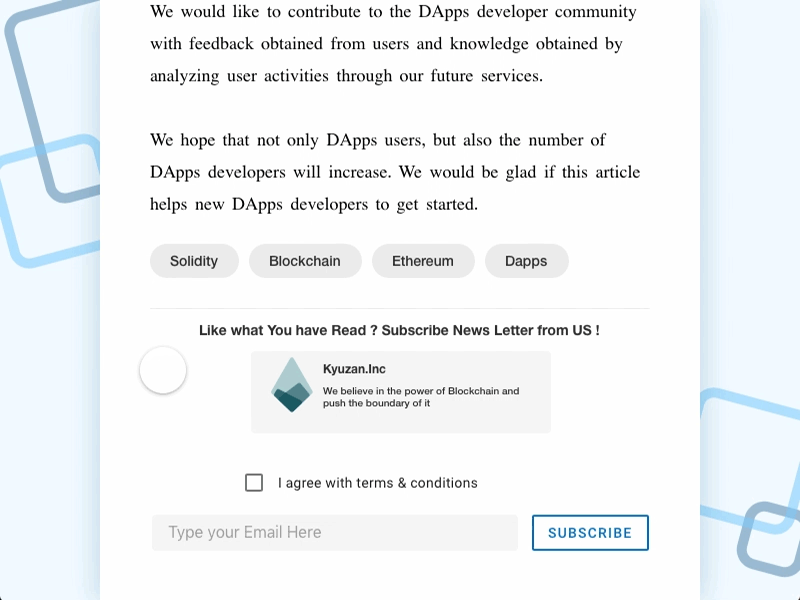 We would like to contribute to the DApps developer community
with feedback obtained from users and knowledge obtained by
analyzing user activities through our future services.
We hope that not only DApps users, but also the number of
DApps developers will increase. We would be glad if this article
helps new DApps developers to get started.
Solidity Blockchain Ethereum Dapps
Like what You have Read ? Subscribe News Letter from US !
Kyuzan.Inc
We believe in the power of Blockchain and
push the boundary of it
I agree with terms & conditions
Type your Email Here
SUBSCRIBE